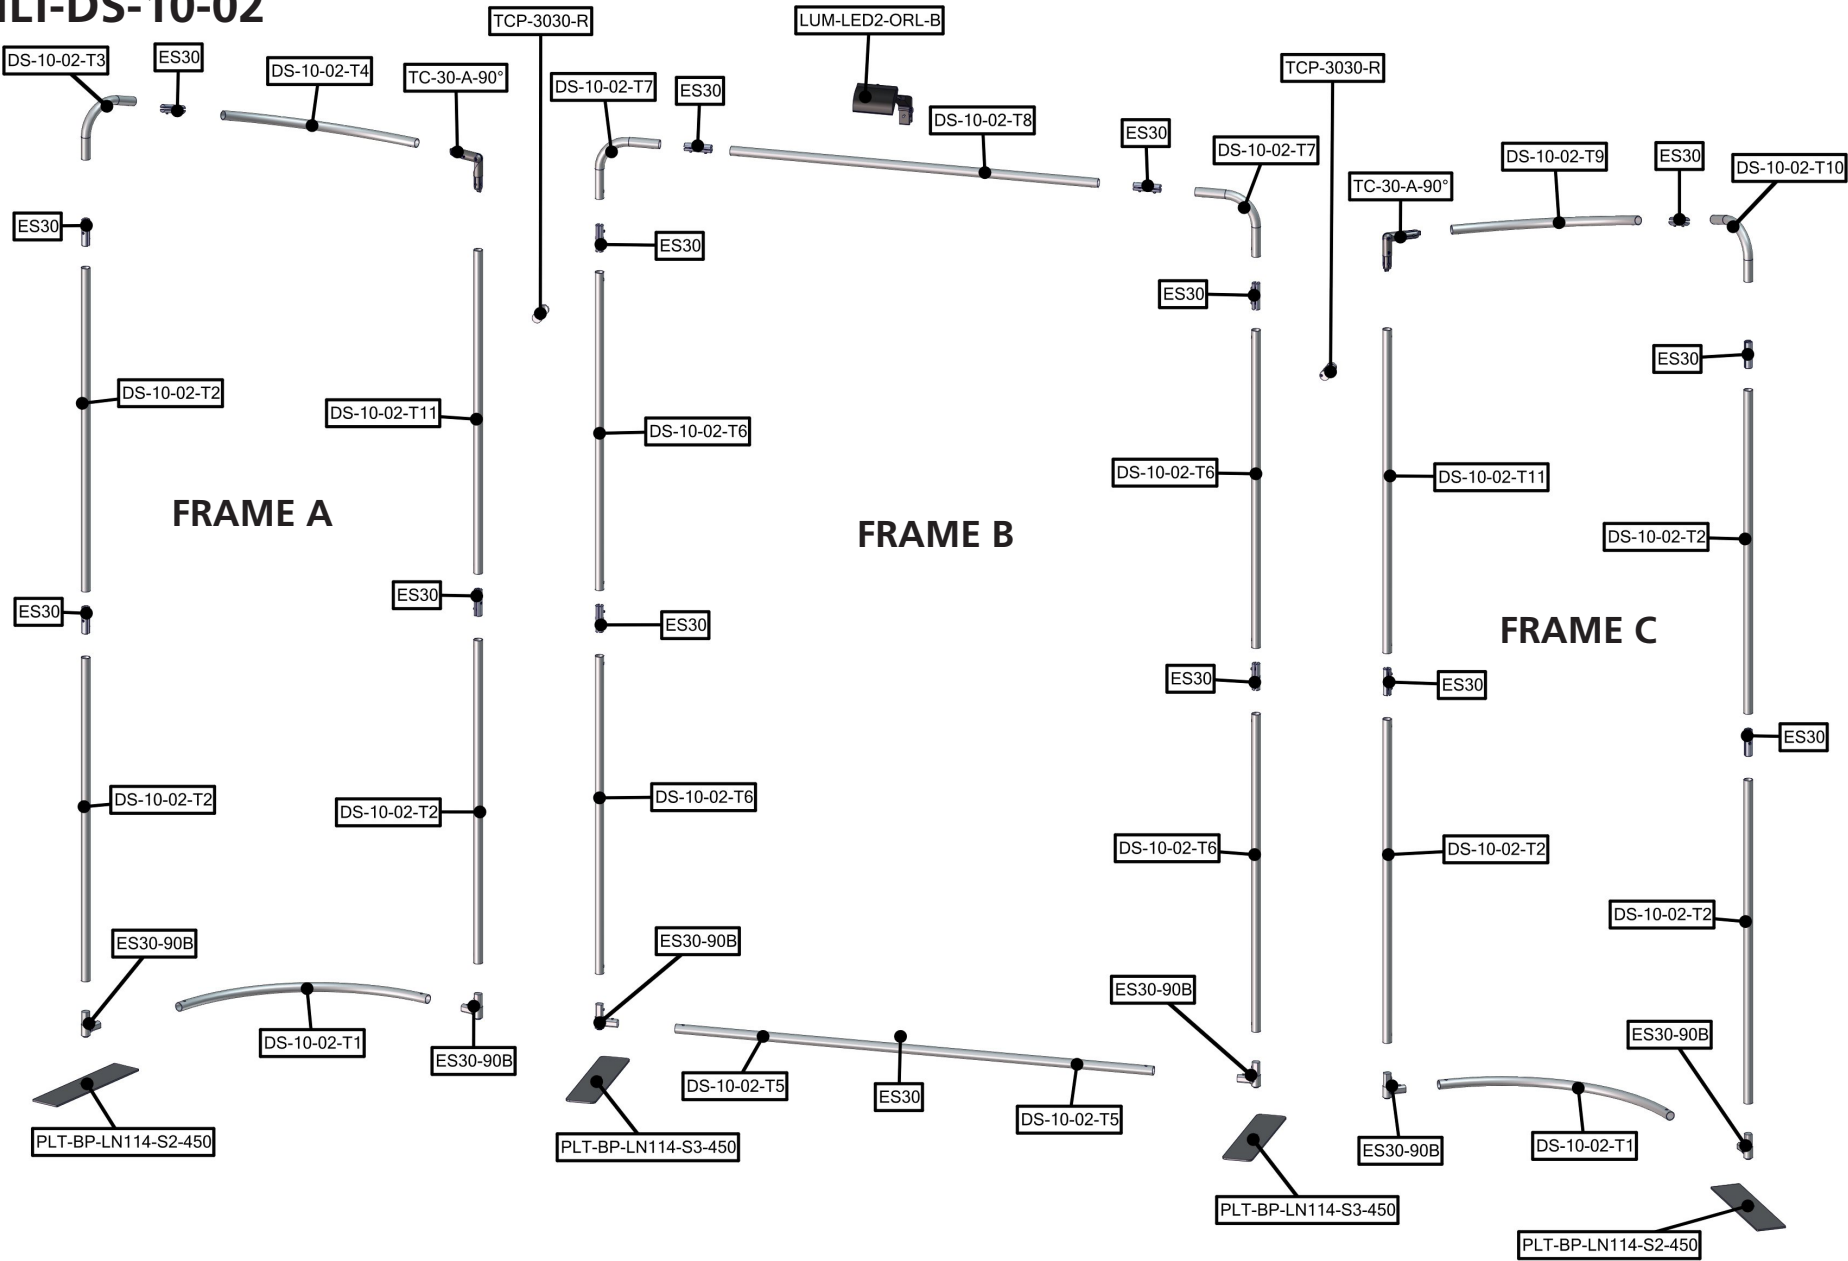 DS-10-02
TCP-3030-R
LUM-LED2-ORL-B
DS-10-02-T3
ES30
DS-10-02-T4
TC-30-A-90°
DS-10-02-T7
ES30
DS-10-02-T8
ES30
DS-10-02-T7
TCP-3030-R
TC-30-A-90°
DS-10-02-T9
ES30
DS-10-02-T10
ES30
ES30
ES30
ES30
DS-10-02-T2
DS-10-02-T11
DS-10-02-T6
DS-10-02-T6
DS-10-02-T11
DS-10-02-T2
FRAME A
FRAME B
FRAME C
ES30
ES30
ES30
ES30
ES30
ES30
DS-10-02-T2
DS-10-02-T2
DS-10-02-T6
DS-10-02-T6
DS-10-02-T2
DS-10-02-T2
ES30-90B
ES30-90B
ES30-90B
ES30-90B
DS-10-02-T1
ES30-90B
DS-10-02-T5
ES30
DS-10-02-T5
PLT-BP-LN114-S2-450
PLT-BP-LN114-S3-450
ES30-90B
DS-10-02-T1
PLT-BP-LN114-S3-450
PLT-BP-LN114-S2-450